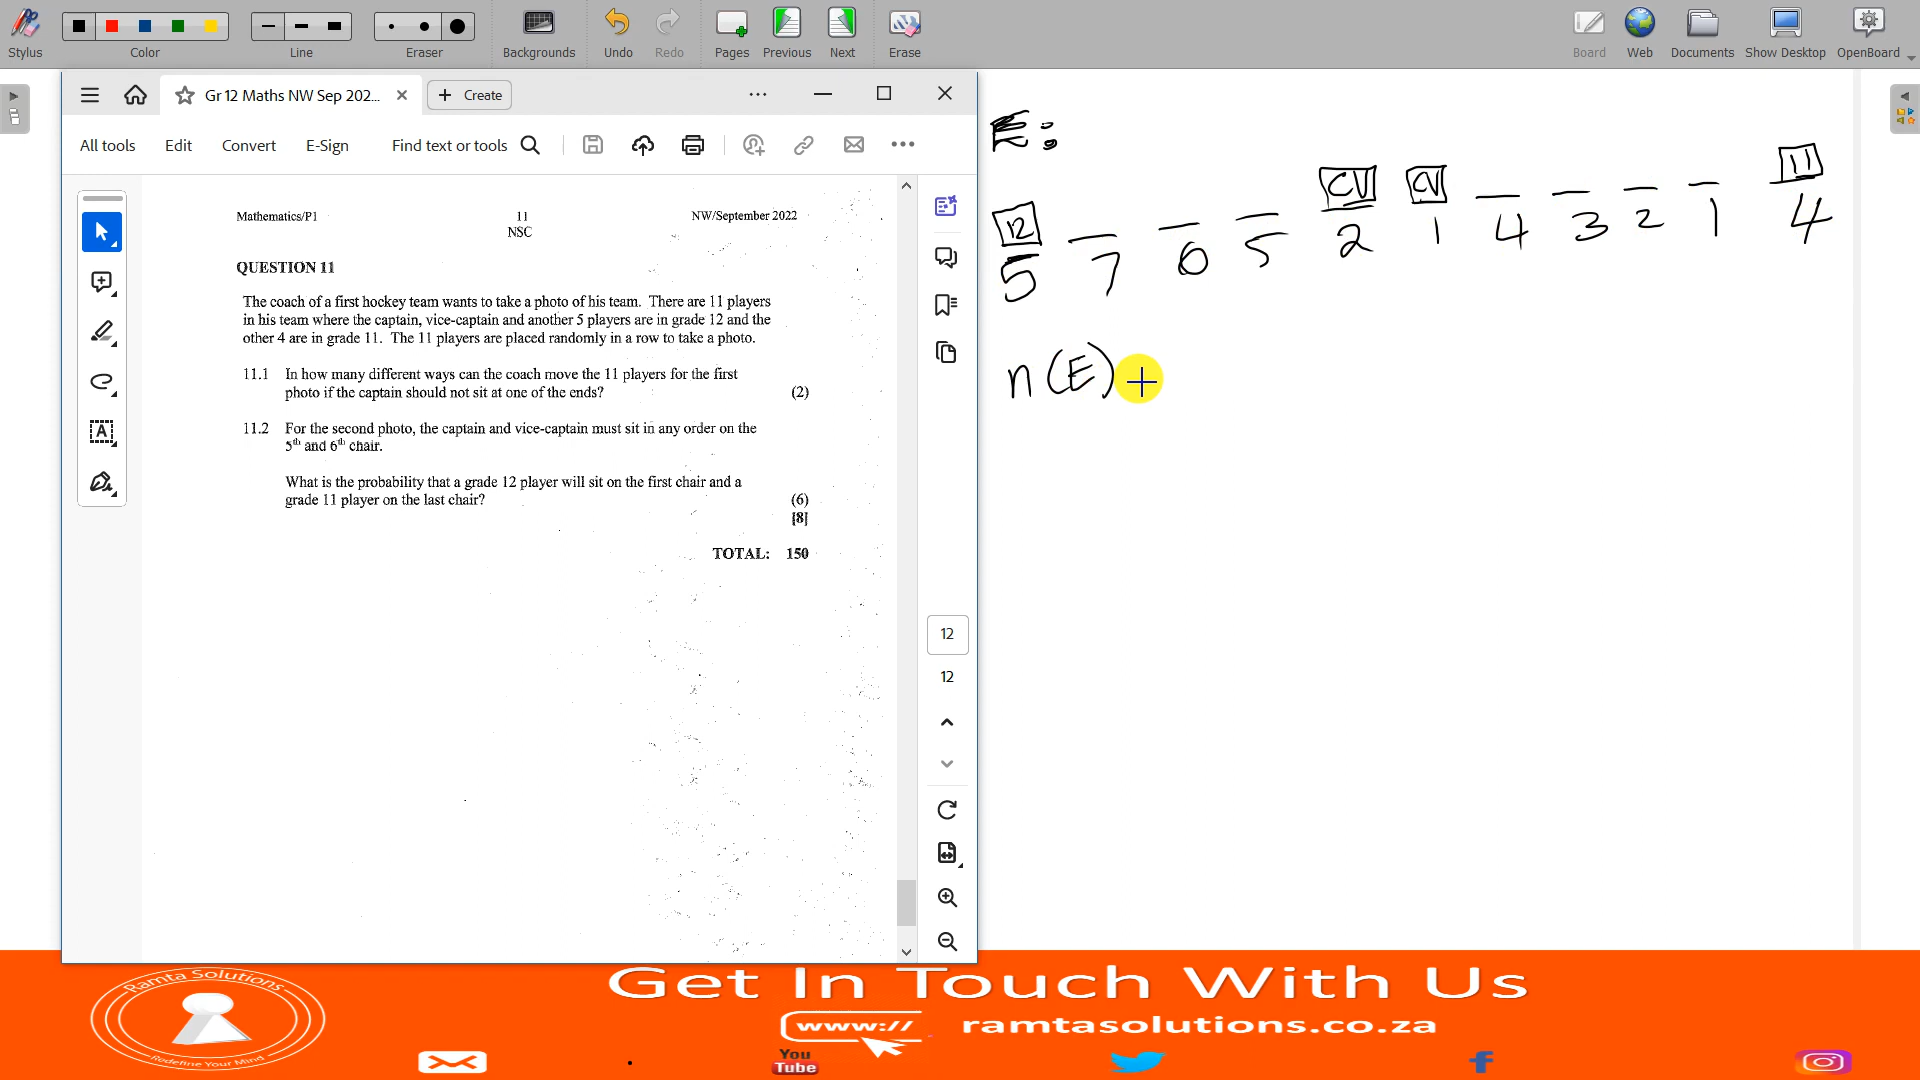 Stylus
Color
Line
Eraser
Backgrounds
Undo
Redo
Pages
Previous
Next
Erase
Board
Web
Documents
Show Desktop
OpenBoard
Gr 12 Maths NW Sep 202...
Create
All tools
Edit
Convert
E-Sign
Find text or tools
Mathematics/P1
11
NW/September 2022
NSC
QUESTION 11
The coach of a first hockey team wants to take a photo of his team. There are 11 players
in his team where the captain, vice-captain and another 5 players are in grade 12 and the
other 4 are in grade 11. The 11 players are placed randomly in a row to take a photo.
11.1 In how many different ways can the coach move the 11 players for the first
photo if the captain should not sit at one of the ends? (2)
11.2 For the second photo, the captain and vice-captain must sit in any order on the
5th and 6th chair.
What is the probability that a grade 12 player will sit on the first chair and a
grade 11 player on the last chair? (6)
[8]
TOTAL: 150
12
12
E:
12 CV CV 11
5 7 6 5 2 1 4 3 2 1 4
n(E)
Ramta Solutions
Redefine Your Mind
Get In Touch With Us
www://
ramtasolutions.co.za
You
Tube